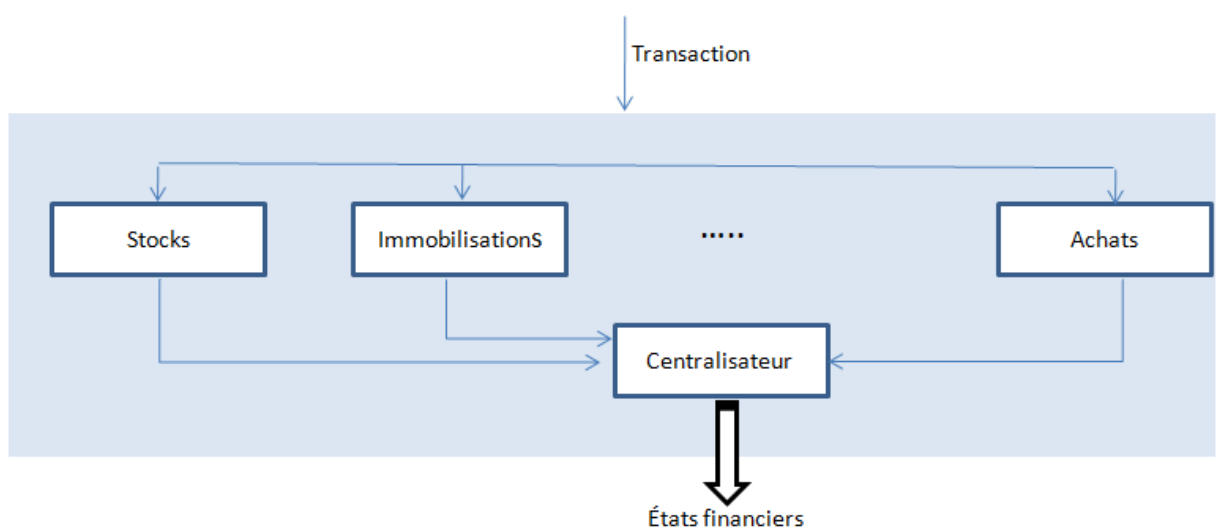 Transaction
Stocks
Immobilisations
.....
Achats
Centralisateur
États financiers